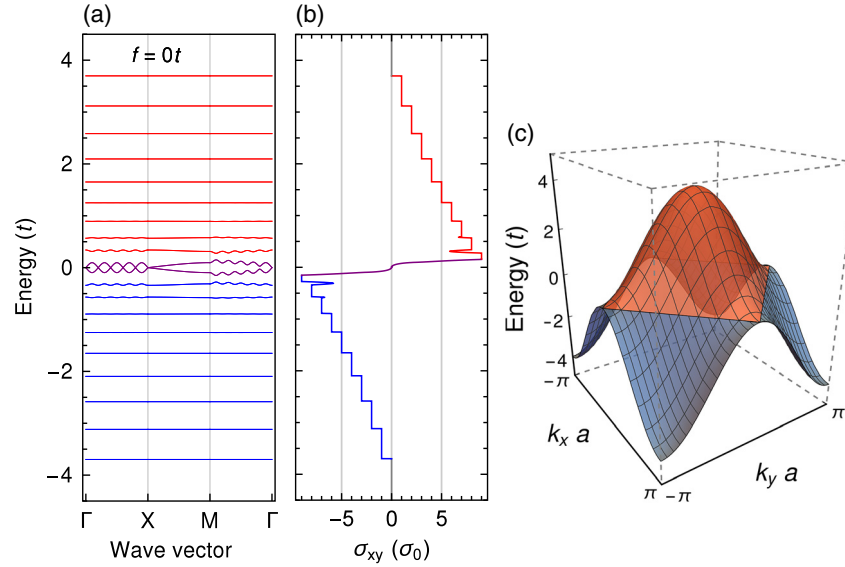 (a)
f = 0t
4
2
0
−2
−4
Energy (t)
Γ X M Γ
Wave vector
(b)
−5 0 5
σxy (σ0)
(c)
4
2
0
−2
−4
Energy (t)
−π
π
kx a
−π
π
ky a